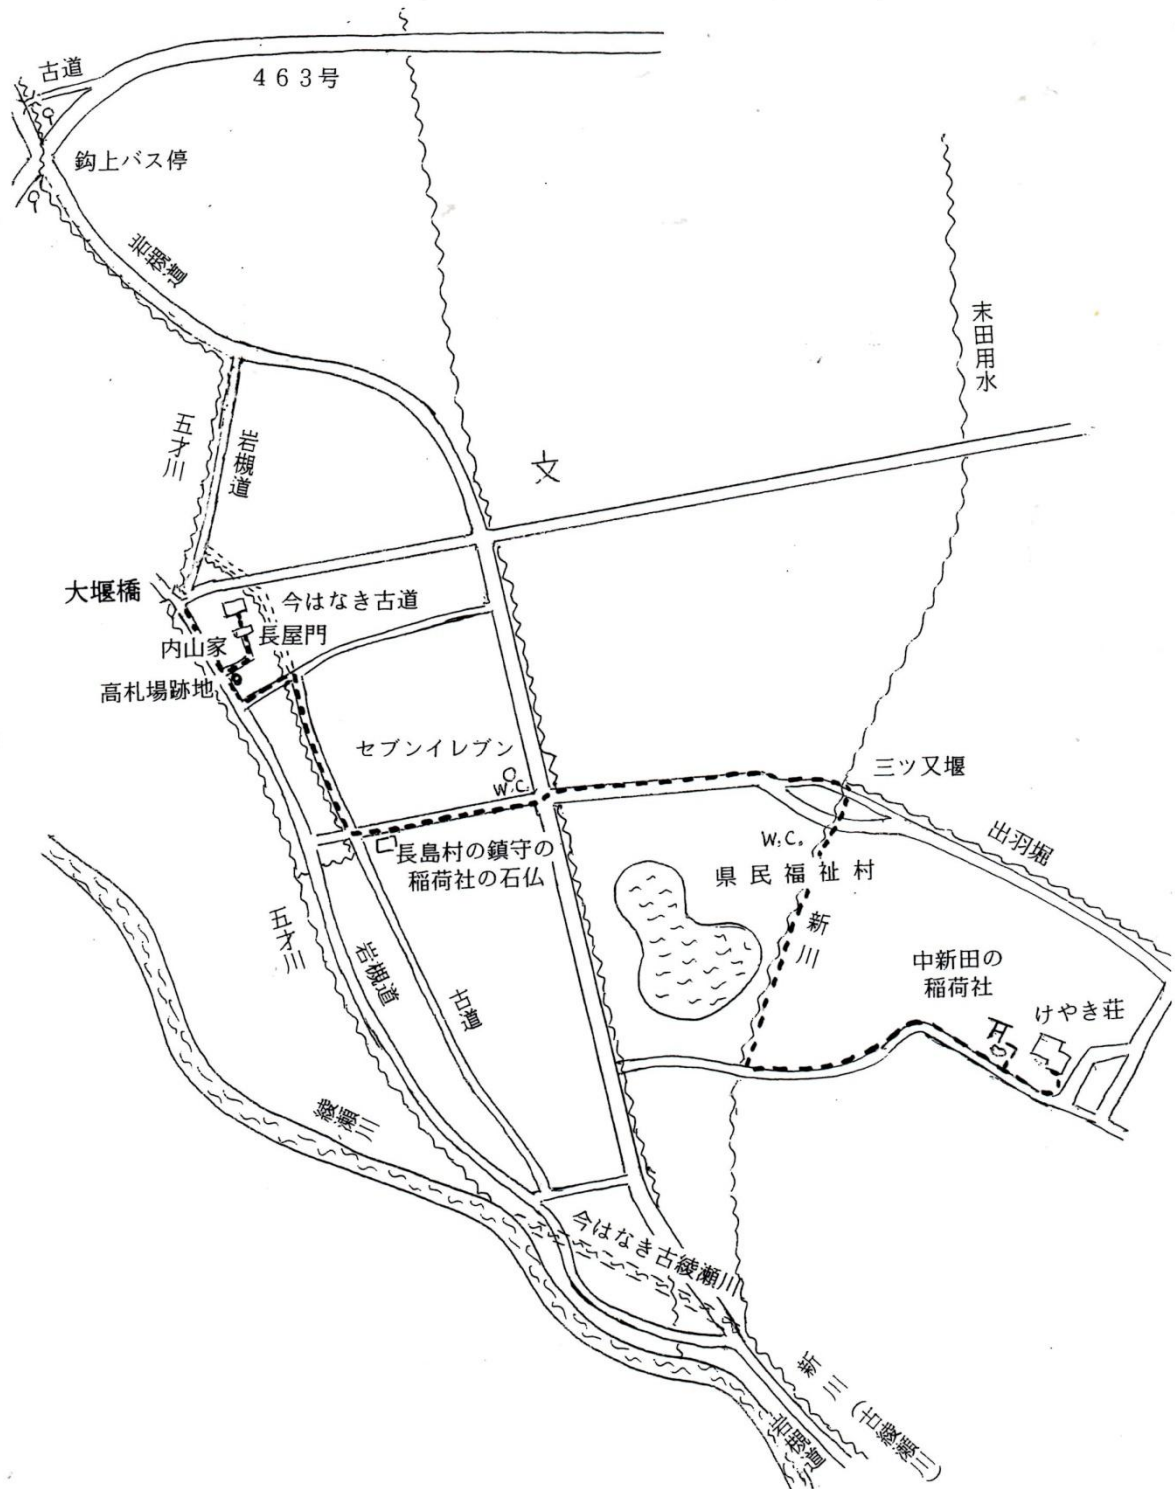 古道
463号
鈎上バス停
岩槻道
末田用水
五才川
岩槻道
文
大堰橋
今はなき古道
長屋門
内山家
高札場跡地
セブンイレブン
W.C.
三ツ又堰
出羽堀
長島村の鎮守の
稲荷社の石仏
W.C.
県民福祉村
新川
五才川
岩槻道
古道
中新田の
稲荷社
けやき荘
綾瀬川
今はなき古綾瀬川
新川(古綾瀬川)
岩槻道